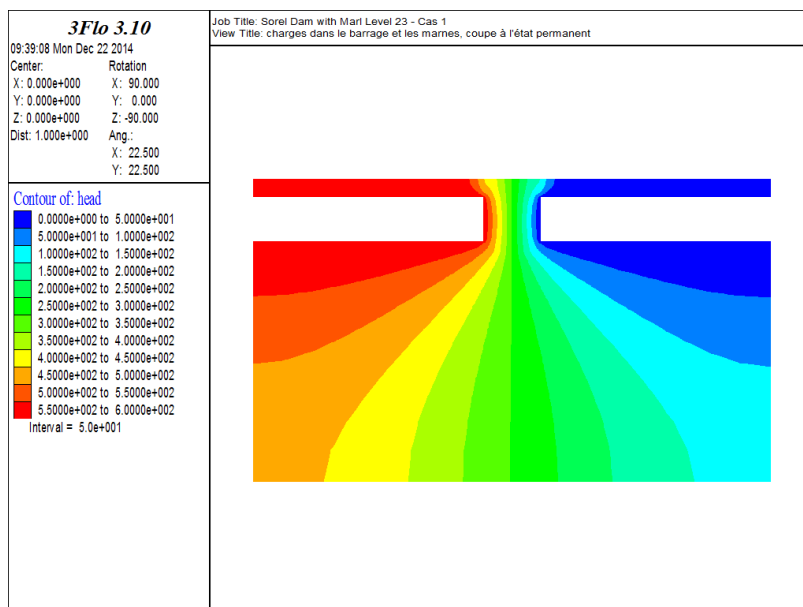 3Flo 3.10
09:39:08 Mon Dec 22 2014
Center: Rotation
X: 0.000e+000 X: 90.000
Y: 0.000e+000 Y: 0.000
Z: 0.000e+000 Z: -90.000
Dist: 1.000e+000 Ang.:
X: 22.500
Y: 22.500
Job Title: Sorel Dam with Marl Level 23 - Cas 1
View Title: charges dans le barrage et les marnes, coupe à l'état permanent
Contour of: head
0.0000e+000 to 5.0000e+001
5.0000e+001 to 1.0000e+002
1.0000e+002 to 1.5000e+002
1.5000e+002 to 2.0000e+002
2.0000e+002 to 2.5000e+002
2.5000e+002 to 3.0000e+002
3.0000e+002 to 3.5000e+002
3.5000e+002 to 4.0000e+002
4.0000e+002 to 4.5000e+002
4.5000e+002 to 5.0000e+002
5.0000e+002 to 5.5000e+002
5.5000e+002 to 6.0000e+002
Interval = 5.0e+001